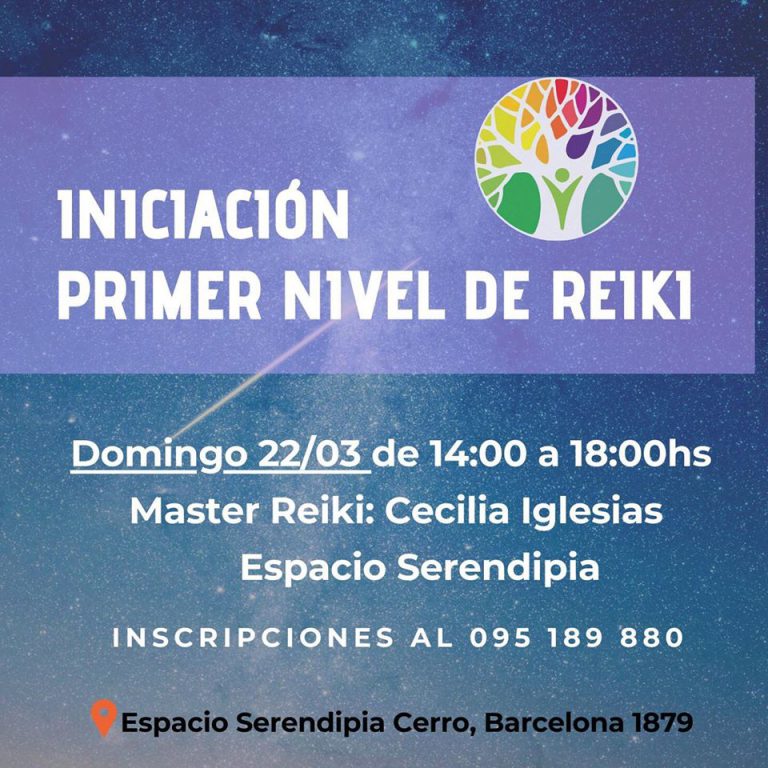 INICIACIÓN
PRIMER NIVEL DE REIKI
Domingo 22/03 de 14:00 a 18:00hs
Master Reiki: Cecilia Iglesias
Espacio Serendipia
INSCRIPCIONES AL 095 189 880
Espacio Serendipia Cerro, Barcelona 1879